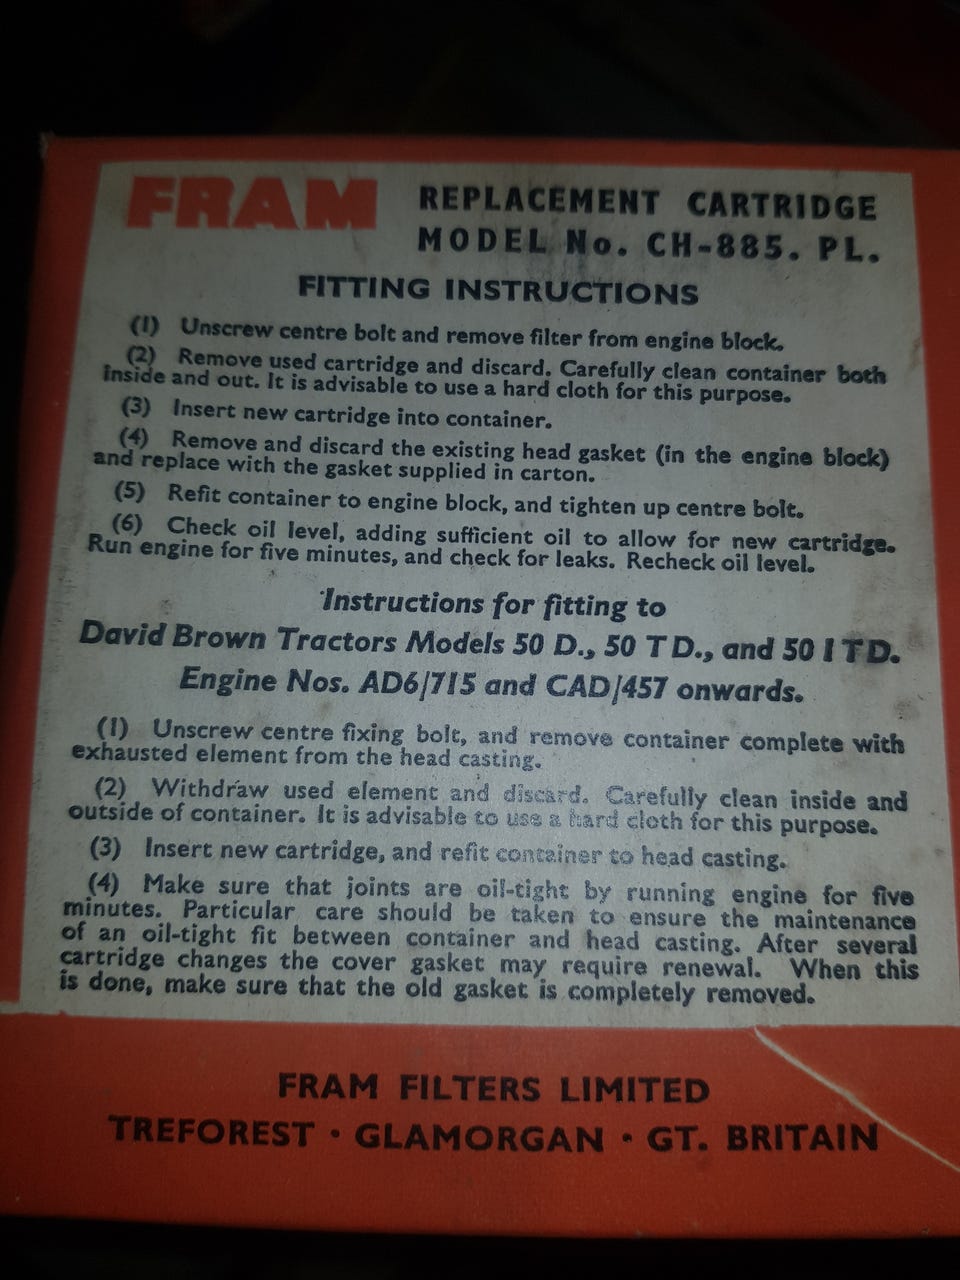 FRAM REPLACEMENT CARTRIDGE
MODEL No. CH-885. PL.
FITTING INSTRUCTIONS
(1) Unscrew centre bolt and remove filter from engine block.
(2) Remove used cartridge and discard. Carefully clean container both
inside and out. It is advisable to use a hard cloth for this purpose.
(3) Insert new cartridge into container.
(4) Remove and discard the existing head gasket (in the engine block)
and replace with the gasket supplied in carton.
(5) Refit container to engine block, and tighten up centre bolt.
(6) Check oil level, adding sufficient oil to allow for new cartridge.
Run engine for five minutes, and check for leaks. Recheck oil level.
Instructions for fitting to
David Brown Tractors Models 50 D., 50 T D., and 50 I T D.
Engine Nos. AD6/715 and CAD/457 onwards.
(1) Unscrew centre fixing bolt, and remove container complete with
exhausted element from the head casting.
(2) Withdraw used element and discard. Carefully clean inside and
outside of container. It is advisable to use a hard cloth for this purpose.
(3) Insert new cartridge, and refit container to head casting.
(4) Make sure that joints are oil-tight by running engine for five
minutes. Particular care should be taken to ensure the maintenance
of an oil-tight fit between container and head casting. After several
cartridge changes the cover gasket may require renewal. When this
is done, make sure that the old gasket is completely removed.
FRAM FILTERS LIMITED
TREFOREST · GLAMORGAN · GT. BRITAIN